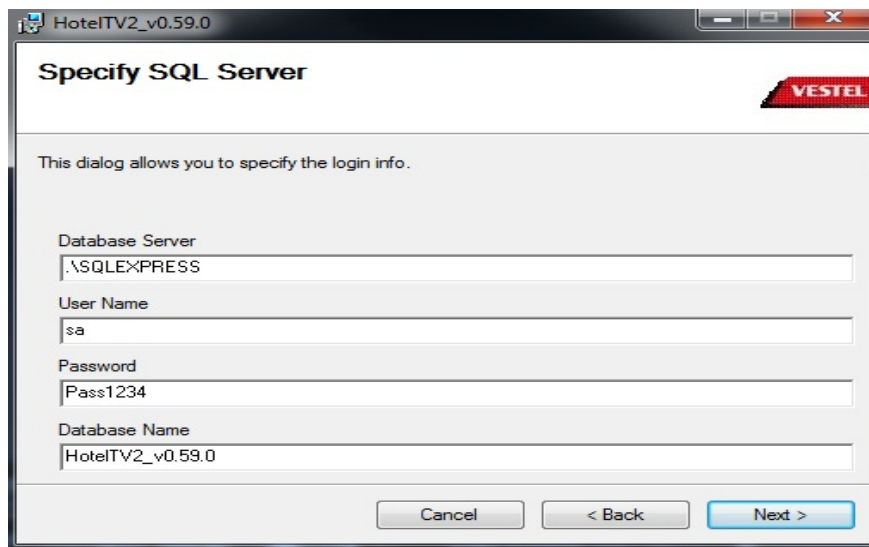 HotelTV2_v0.59.0
Specify SQL Server
VESTEL
This dialog allows you to specify the login info.
Database Server
.\SQLEXPRESS
User Name
sa
Password
Pass1234
Database Name
HotelTV2_v0.59.0
Cancel
< Back
Next >